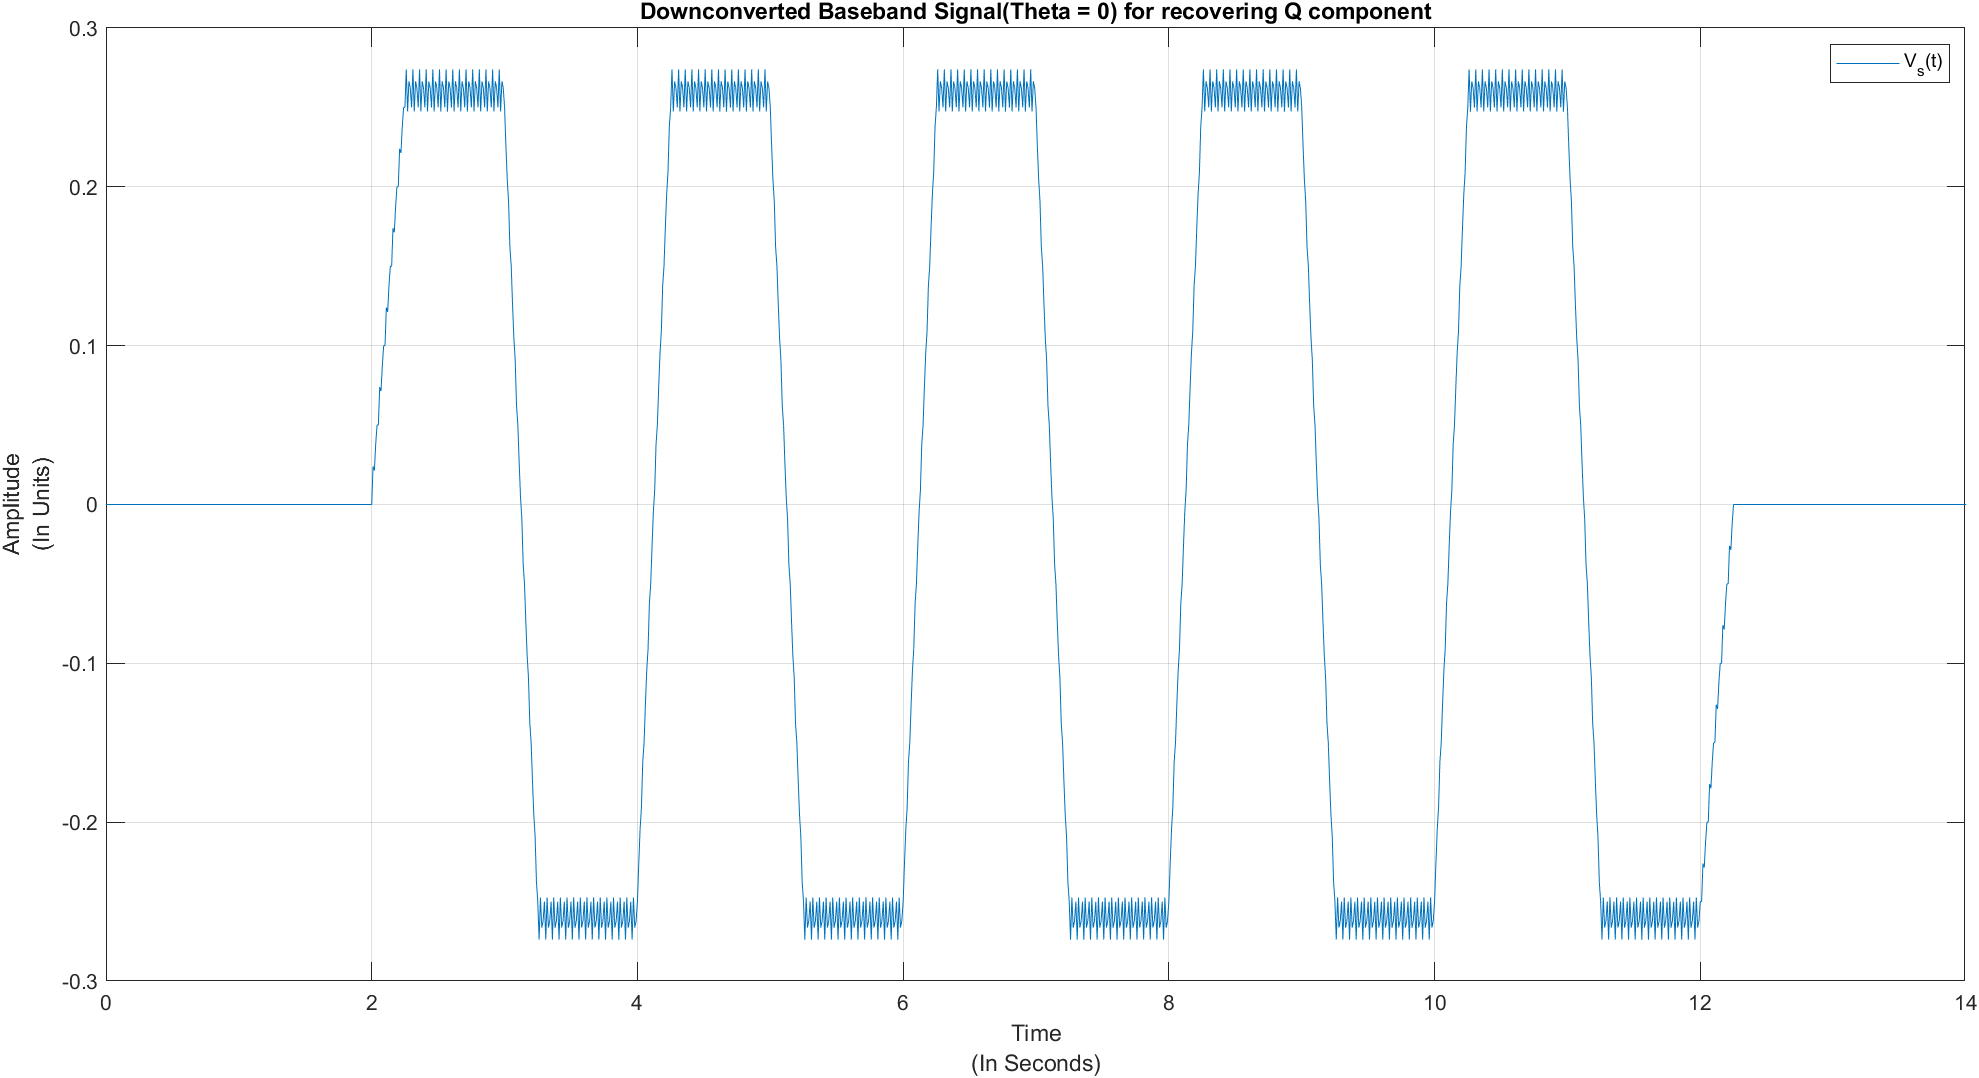 Downconverted Baseband Signal(Theta = 0) for recovering Q component
V_s(t)
0.3
0.2
0.1
0
-0.1
-0.2
-0.3
Amplitude
(In Units)
0 2 4 6 8 10 12 14
Time
(In Seconds)